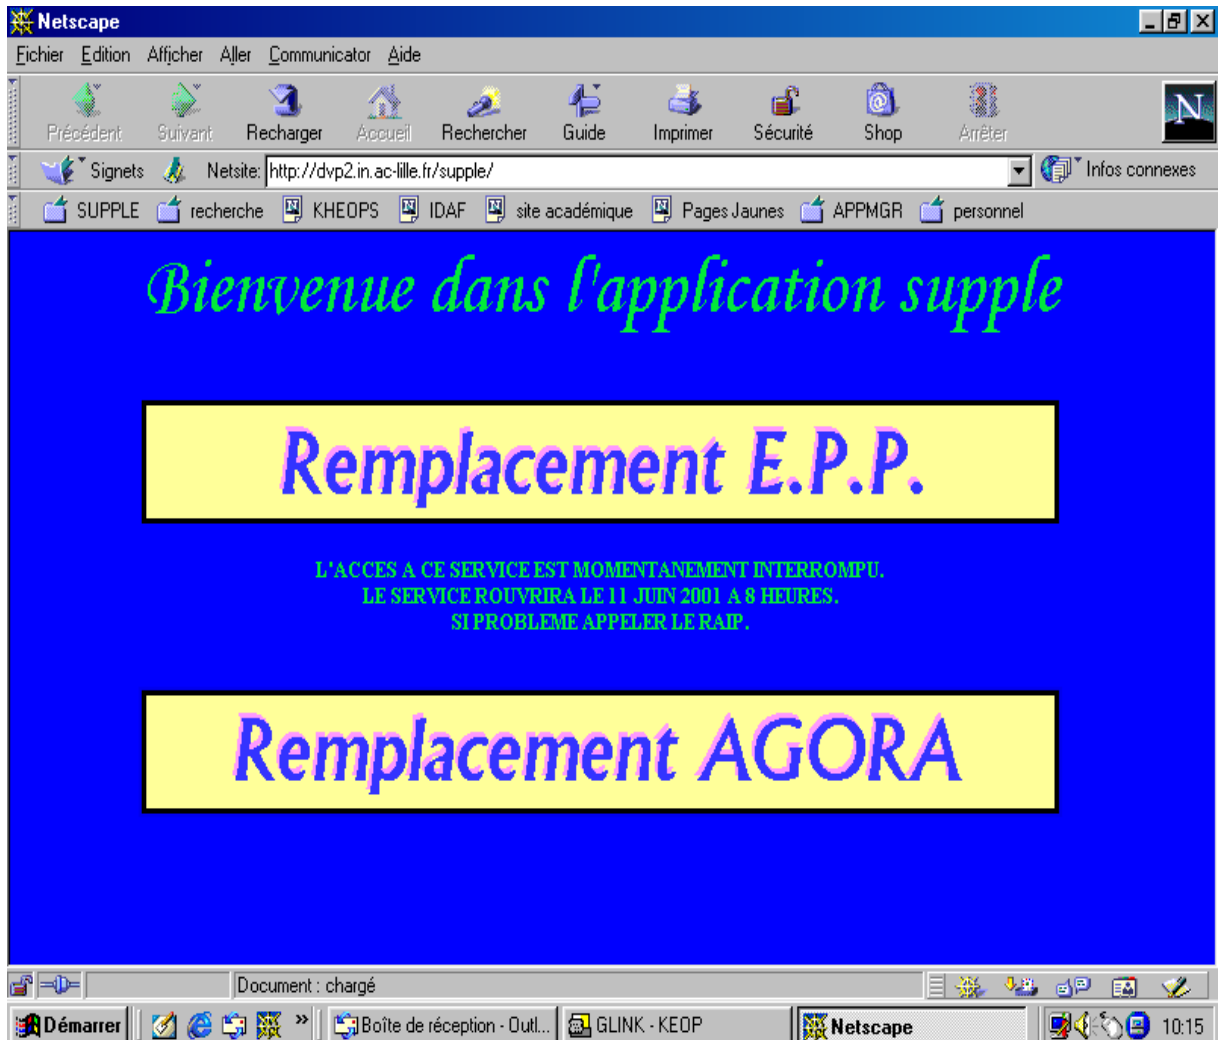 Netscape
Fichier Edition Afficher Aller Communicator Aide
Précédent Suivant Recharger Accueil Rechercher Guide Imprimer Sécurité Shop Arrêter
N
Signets Netsite: http://dvp2.in.ac-lille.fr/supple/ Infos connexes
SUPPLE recherche KHEOPS IDAF site académique Pages Jaunes APPMGR personnel
Bienvenue dans l'application supple
Remplacement E.P.P.
L'ACCES A CE SERVICE EST MOMENTANEMENT INTERROMPU.
LE SERVICE ROUVRIRA LE 11 JUIN 2001 A 8 HEURES.
SI PROBLEME APPELER LE RAIP.
Remplacement AGORA
Document : chargé
Démarrer » Boîte de réception - Outl... GLINK - KEOP Netscape 10:15